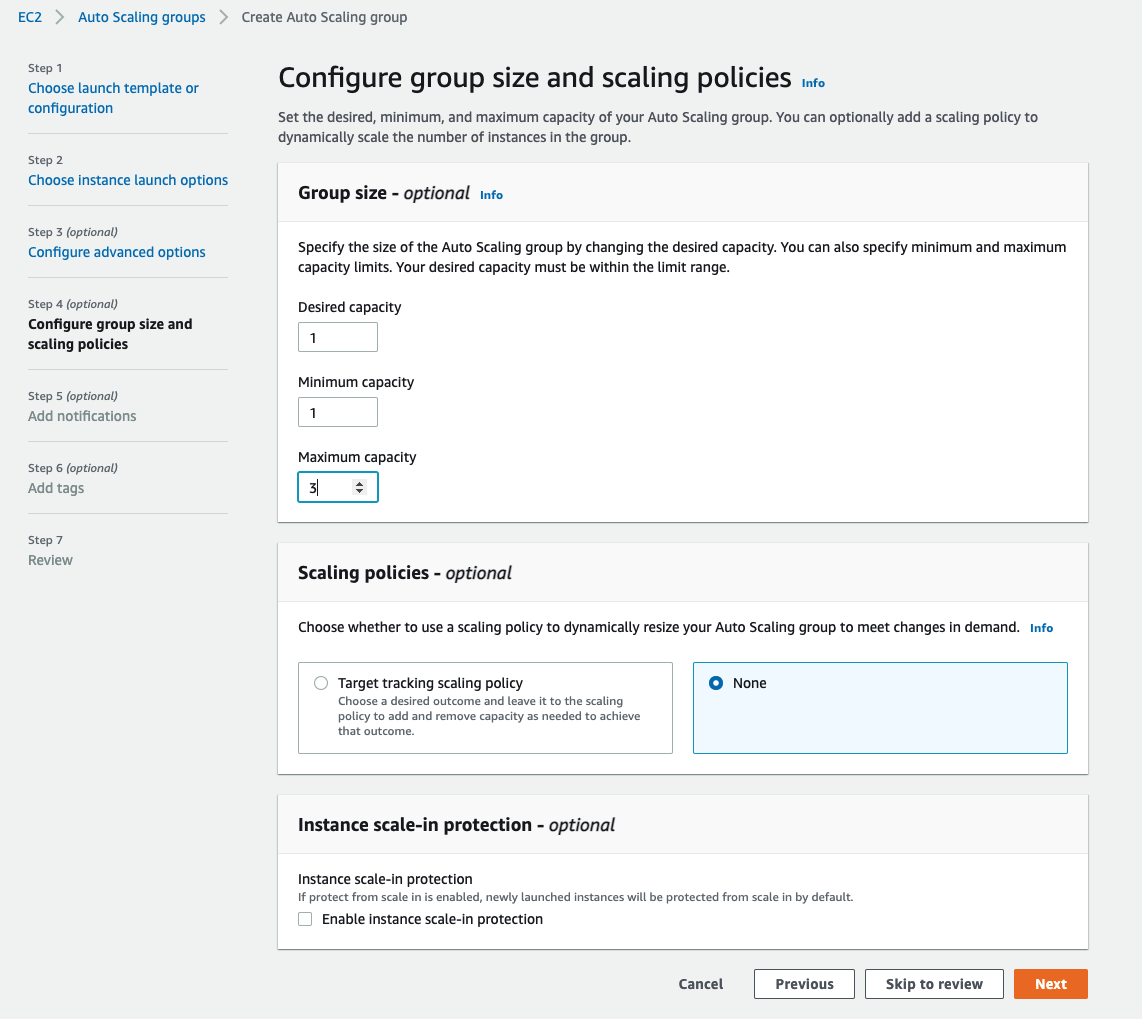 EC2 > Auto Scaling groups > Create Auto Scaling group
Step 1
Choose launch template or
configuration
Step 2
Choose instance launch options
Step 3 (optional)
Configure advanced options
Step 4 (optional)
Configure group size and
scaling policies
Step 5 (optional)
Add notifications
Step 6 (optional)
Add tags
Step 7
Review
Configure group size and scaling policies Info
Set the desired, minimum, and maximum capacity of your Auto Scaling group. You can optionally add a scaling policy to
dynamically scale the number of instances in the group.
Group size - optional Info
Specify the size of the Auto Scaling group by changing the desired capacity. You can also specify minimum and maximum
capacity limits. Your desired capacity must be within the limit range.
Desired capacity
1
Minimum capacity
1
Maximum capacity
3
Scaling policies - optional
Choose whether to use a scaling policy to dynamically resize your Auto Scaling group to meet changes in demand. Info
Target tracking scaling policy
Choose a desired outcome and leave it to the scaling
policy to add and remove capacity as needed to achieve
that outcome.
None
Instance scale-in protection - optional
Instance scale-in protection
If protect from scale in is enabled, newly launched instances will be protected from scale in by default.
Enable instance scale-in protection
Cancel Previous Skip to review Next